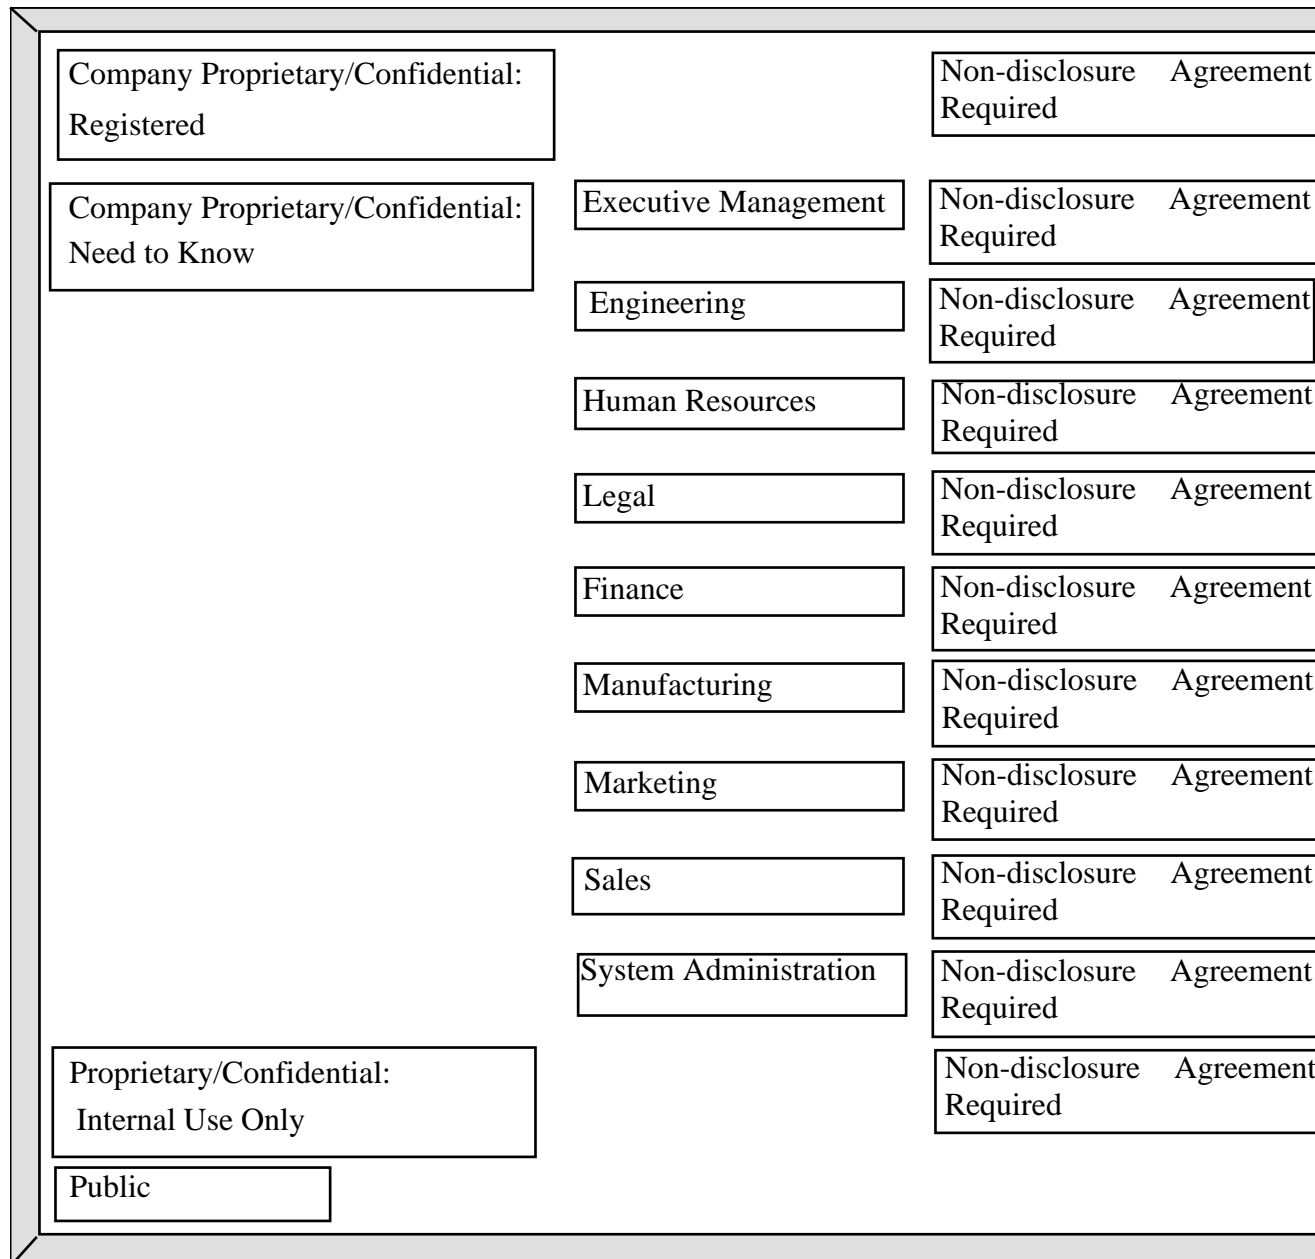 Company Proprietary/Confidential:
Registered
Non-disclosure Agreement
Required
Company Proprietary/Confidential:
Need to Know
Executive Management
Non-disclosure Agreement
Required
Engineering
Non-disclosure Agreement
Required
Human Resources
Non-disclosure Agreement
Required
Legal
Non-disclosure Agreement
Required
Finance
Non-disclosure Agreement
Required
Manufacturing
Non-disclosure Agreement
Required
Marketing
Non-disclosure Agreement
Required
Sales
Non-disclosure Agreement
Required
System Administration
Non-disclosure Agreement
Required
Proprietary/Confidential:
Internal Use Only
Non-disclosure Agreement
Required
Public